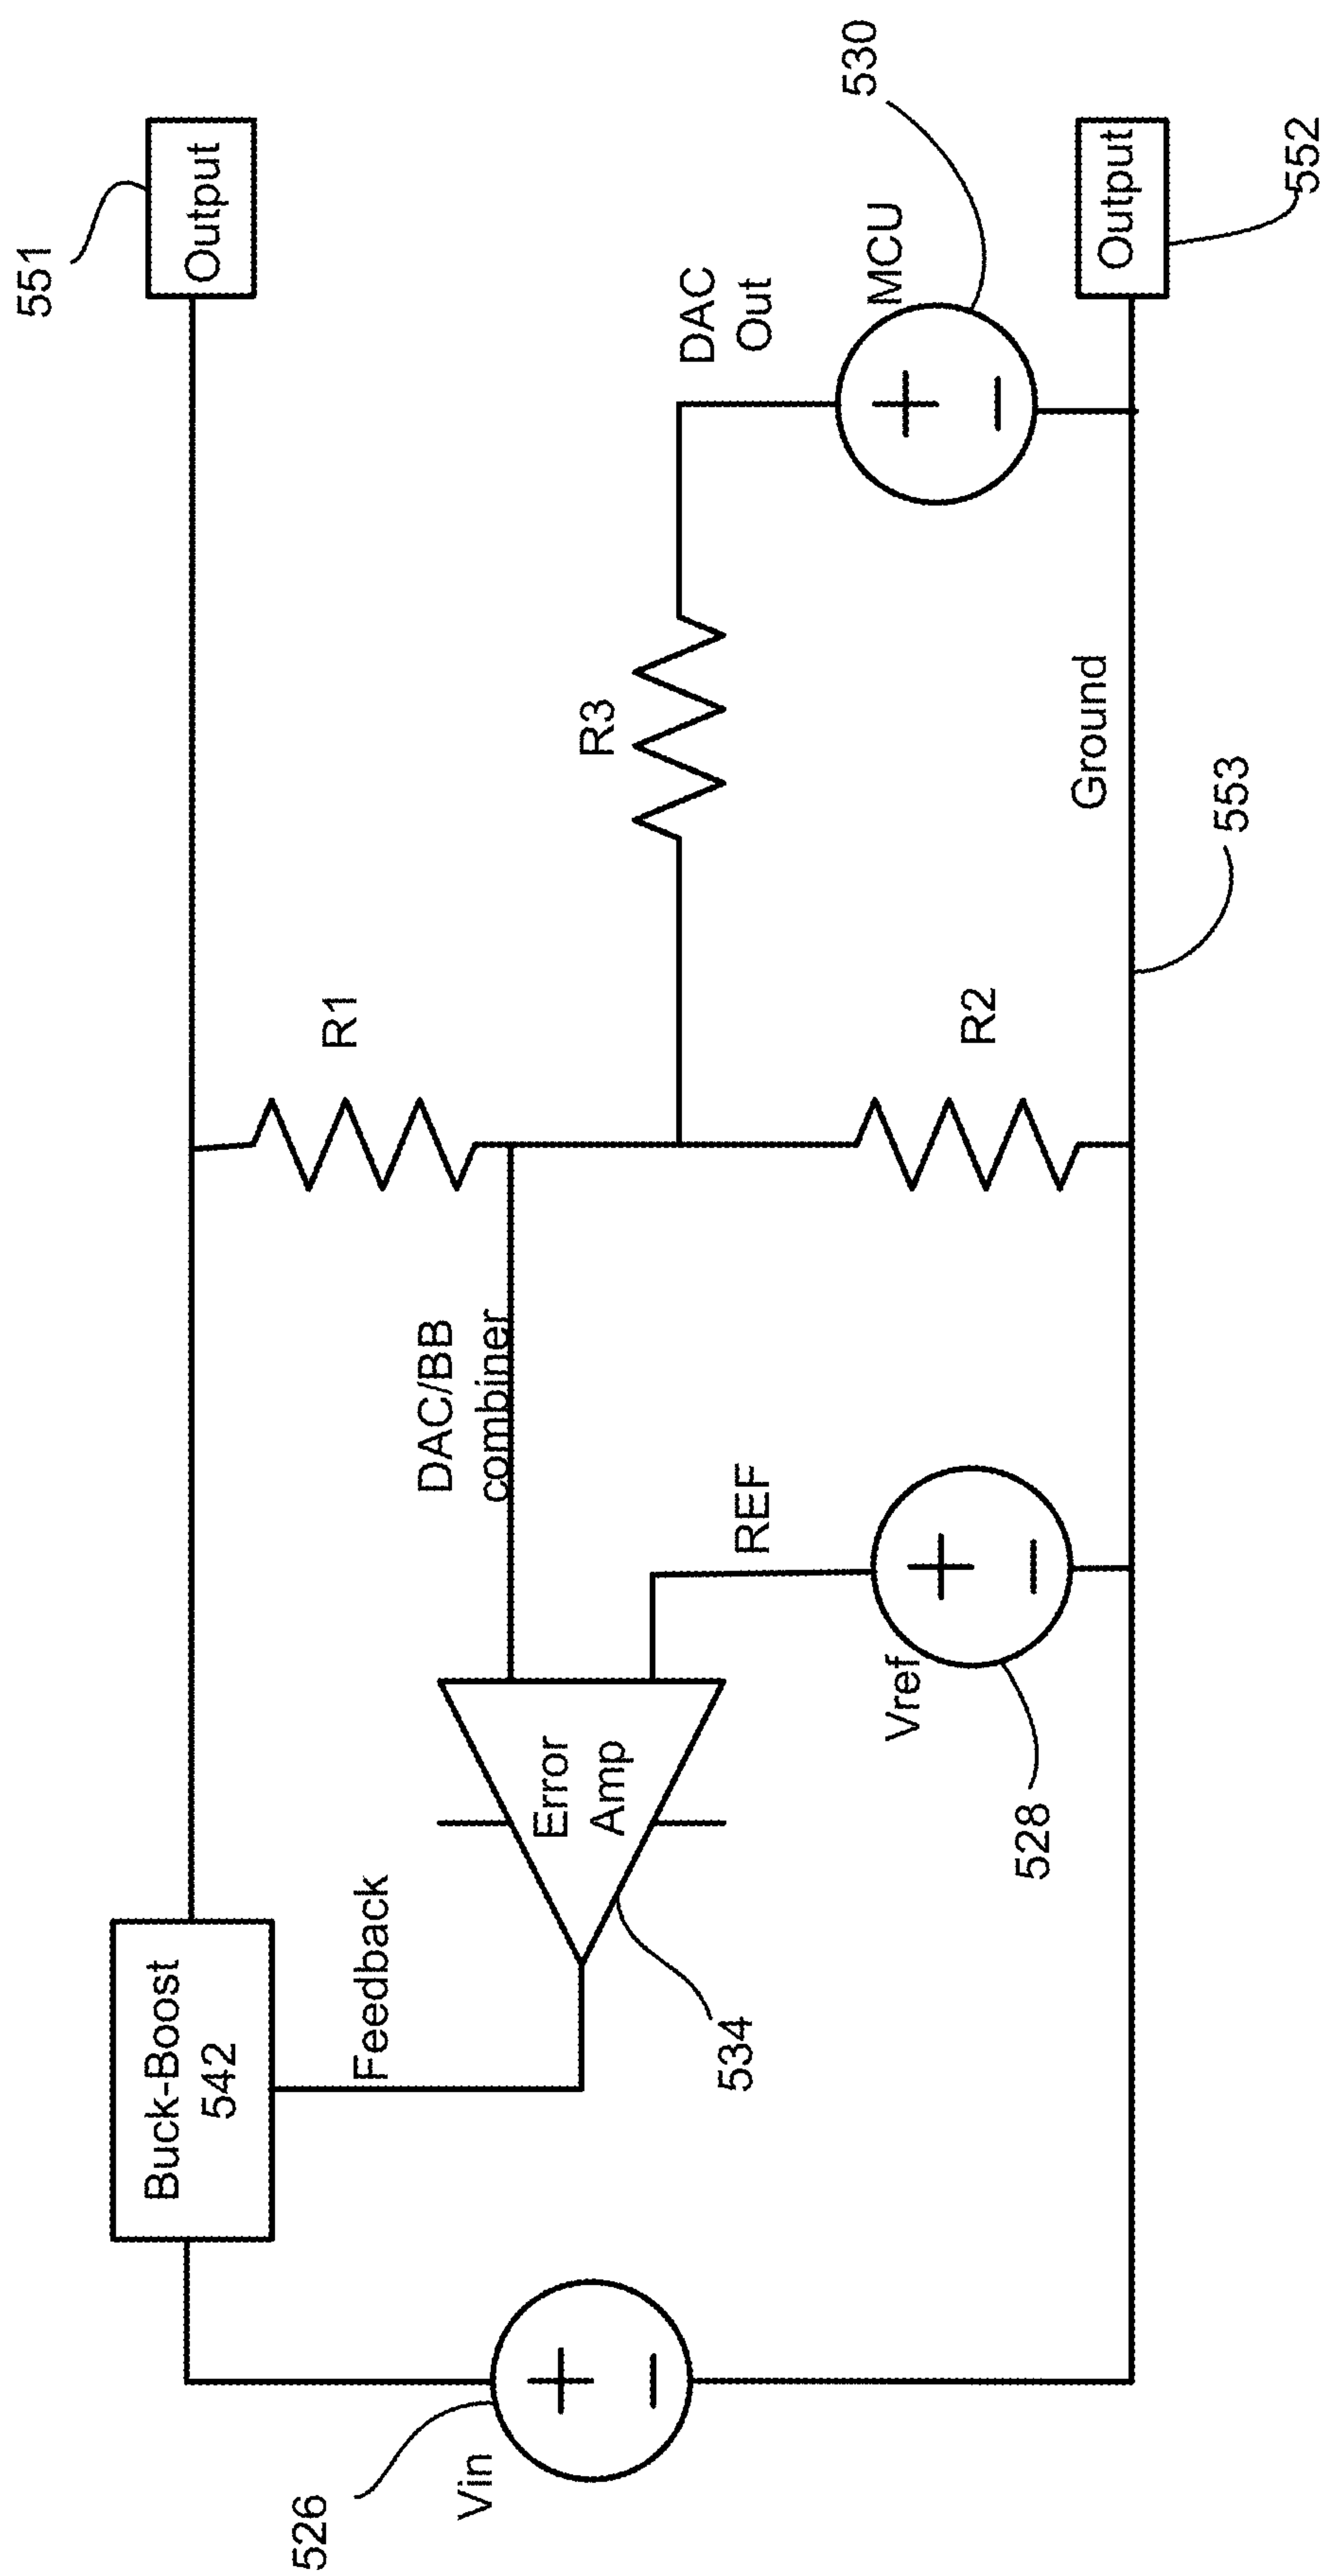 551
Output
Buck-Boost
542
R1
DAC
Out
MCU
530
R3
DAC/BB
combiner
Feedback
Error
Amp
534
REF
Vref
528
R2
Ground
553
Output
552
Vin
526